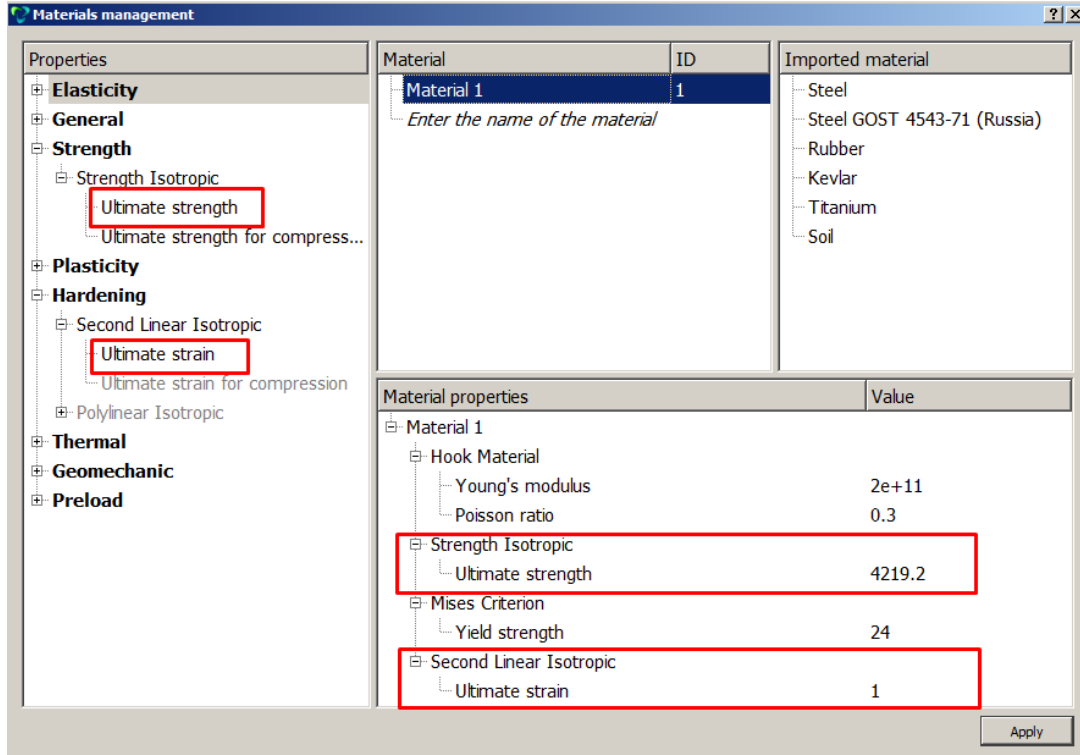 Materials management
Properties
Elasticity
General
Strength
Strength Isotropic
Ultimate strength
Ultimate strength for compress...
Plasticity
Hardening
Second Linear Isotropic
Ultimate strain
Ultimate strain for compression
Polylinear Isotropic
Thermal
Geomechanic
Preload
Material ID
Material 1 1
Enter the name of the material
Imported material
Steel
Steel GOST 4543-71 (Russia)
Rubber
Kevlar
Titanium
Soil
Material properties Value
Material 1
Hook Material
Young's modulus 2e+11
Poisson ratio 0.3
Strength Isotropic
Ultimate strength 4219.2
Mises Criterion
Yield strength 24
Second Linear Isotropic
Ultimate strain 1
Apply